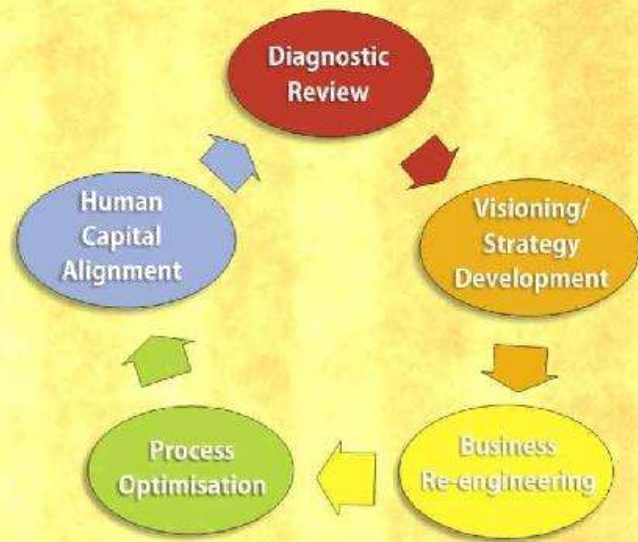 Diagnostic
Review
Visioning/
Strategy
Development
Business
Re-engineering
Process
Optimisation
Human
Capital
Alignment